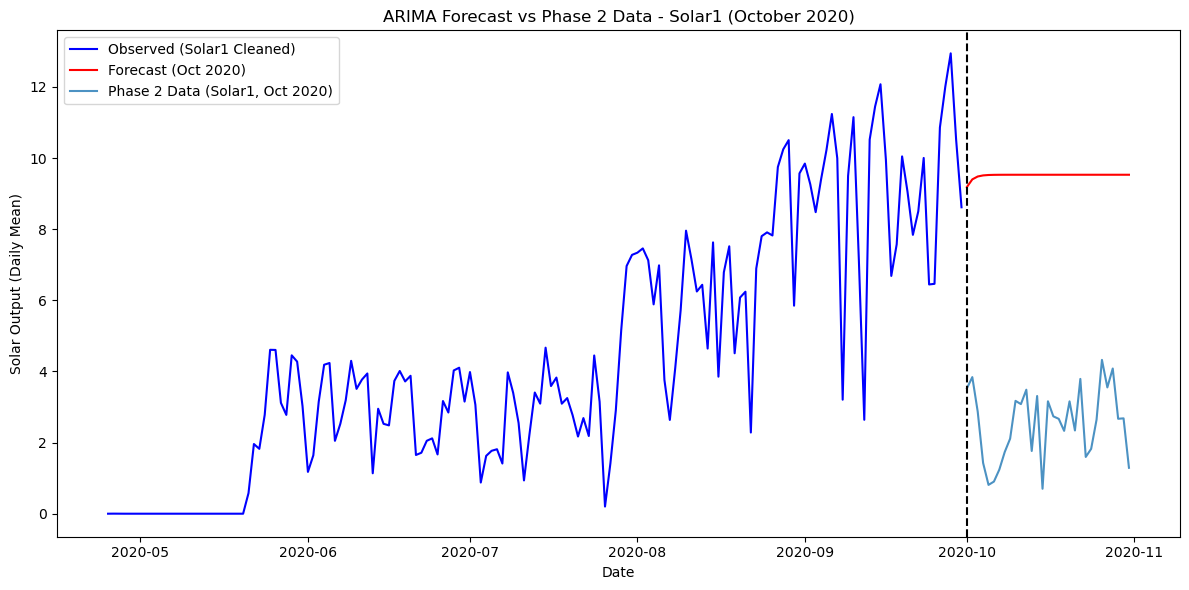 ARIMA Forecast vs Phase 2 Data - Solar1 (October 2020)
Observed (Solar1 Cleaned)
Forecast (Oct 2020)
Phase 2 Data (Solar1, Oct 2020)
Solar Output (Daily Mean)
12
10
8
6
4
2
0
2020-05 2020-06 2020-07 2020-08 2020-09 2020-10 2020-11
Date